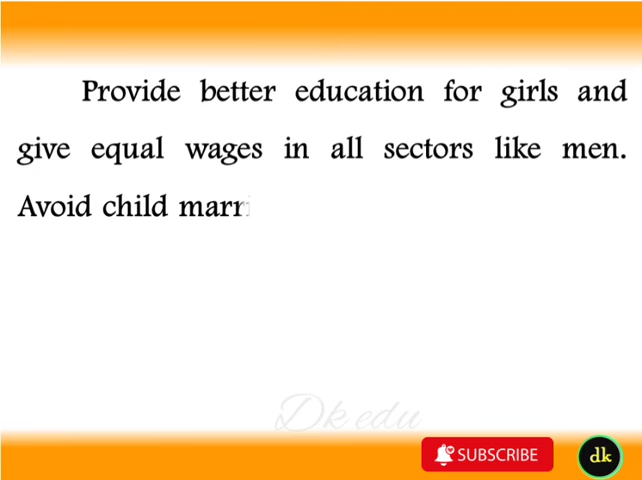 Provide better education for girls and
give equal wages in all sectors like men.
Avoid child marri
Dk edu
SUBSCRIBE
dk